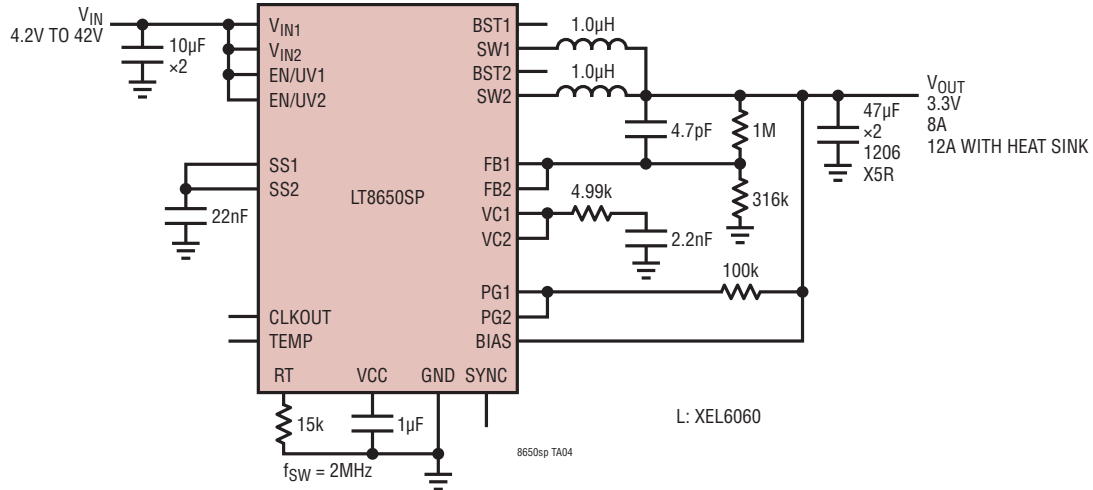 VIN
4.2V TO 42V
10µF
×2
VIN1
VIN2
EN/UV1
EN/UV2
SS1
SS2
22nF
CLKOUT
TEMP
RT
VCC
GND
SYNC
LT8650SP
BST1
SW1
BST2
SW2
FB1
FB2
VC1
VC2
PG1
PG2
BIAS
1.0µH
1.0µH
4.7pF
1M
316k
4.99k
2.2nF
100k
47µF
×2
1206
X5R
VOUT
3.3V
8A
12A WITH HEAT SINK
15k
1µF
fSW = 2MHz
L: XEL6060
8650sp TA04